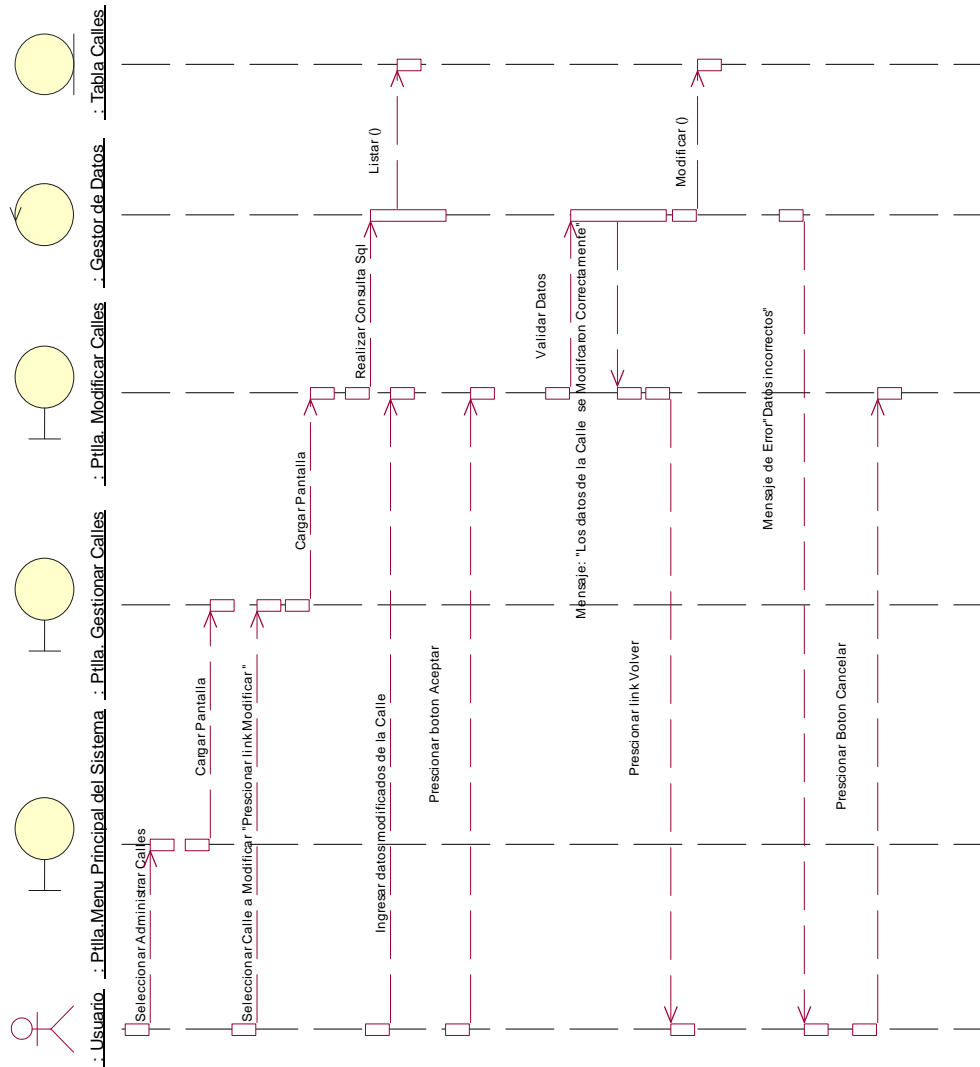 : Usuario
: Ptlla.Menu Principal del Sistema
: Ptlla. Gestionar Calles
: Ptlla. Modificar Calles
: Gestor de Datos
: Tabla Calles
Seleccionar Administrar Calles
Cargar Pantalla
Seleccionar Calle a Modificar "Prescionar link Modificar"
Cargar Pantalla
Realizar Consulta Sql
Listar ()
Ingresar datos modificados de la Calle
Prescionar boton Aceptar
Validar Datos
Mensaje: "Los datos de la Calle se Modifcaron Correctamente"
Prescionar link Volver
Modificar ()
Mensaje de Error"Datos incorrectos"
Prescionar Boton Cancelar